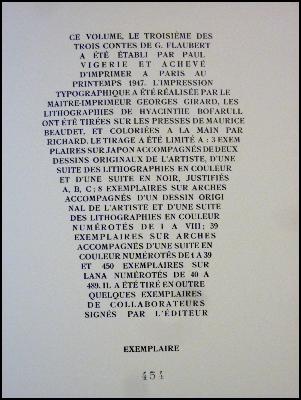 CE VOLUME, LE TROISIÈME DES
TROIS CONTES DE G. FLAUBERT
A ÉTÉ ÉTABLI PAR PAUL
VIGERIE ET ACHEVÉ
D'IMPRIMER A PARIS AU
PRINTEMPS 1947. L'IMPRESSION
TYPOGRAPHIQUE A ÉTÉ RÉALISÉE PAR LE
MAITRE-IMPRIMEUR GEORGES GIRARD, LES
LITHOGRAPHIES DE HYACINTHE BOFARULL
ONT ÉTÉ TIRÉES SUR LES PRESSES DE MAURICE
BEAUDET, ET COLORIÉES A LA MAIN PAR
RICHARD. LE TIRAGE A ÉTÉ LIMITÉ A : 3 EXEM
PLAIRES SUR JAPON ACCOMPAGNÉS DE DEUX
DESSINS ORIGINAUX DE L'ARTISTE, D'UNE
SUITE DES LITHOGRAPHIES EN COULEUR
ET D'UNE SUITE EN NOIR, JUSTIFIÉS
A, B, C ; 8 EXEMPLAIRES SUR ARCHES
ACCOMPAGNÉS D'UN DESSIN ORIGI
NAL DE L'ARTISTE ET D'UNE SUITE
DES LITHOGRAPHIES EN COULEUR
NUMÉROTÉS DE I A VIII ; 39
EXEMPLAIRES SUR ARCHES
ACCOMPAGNÉS D'UNE SUITE EN
COULEUR NUMÉROTÉS DE 1 A 39
ET 450 EXEMPLAIRES SUR
LANA NUMÉROTÉS DE 40 A
489. IL A ÉTÉ TIRÉ EN OUTRE
QUELQUES EXEMPLAIRES
DE COLLABORATEURS
SIGNÉS PAR L'ÉDITEUR
EXEMPLAIRE
454